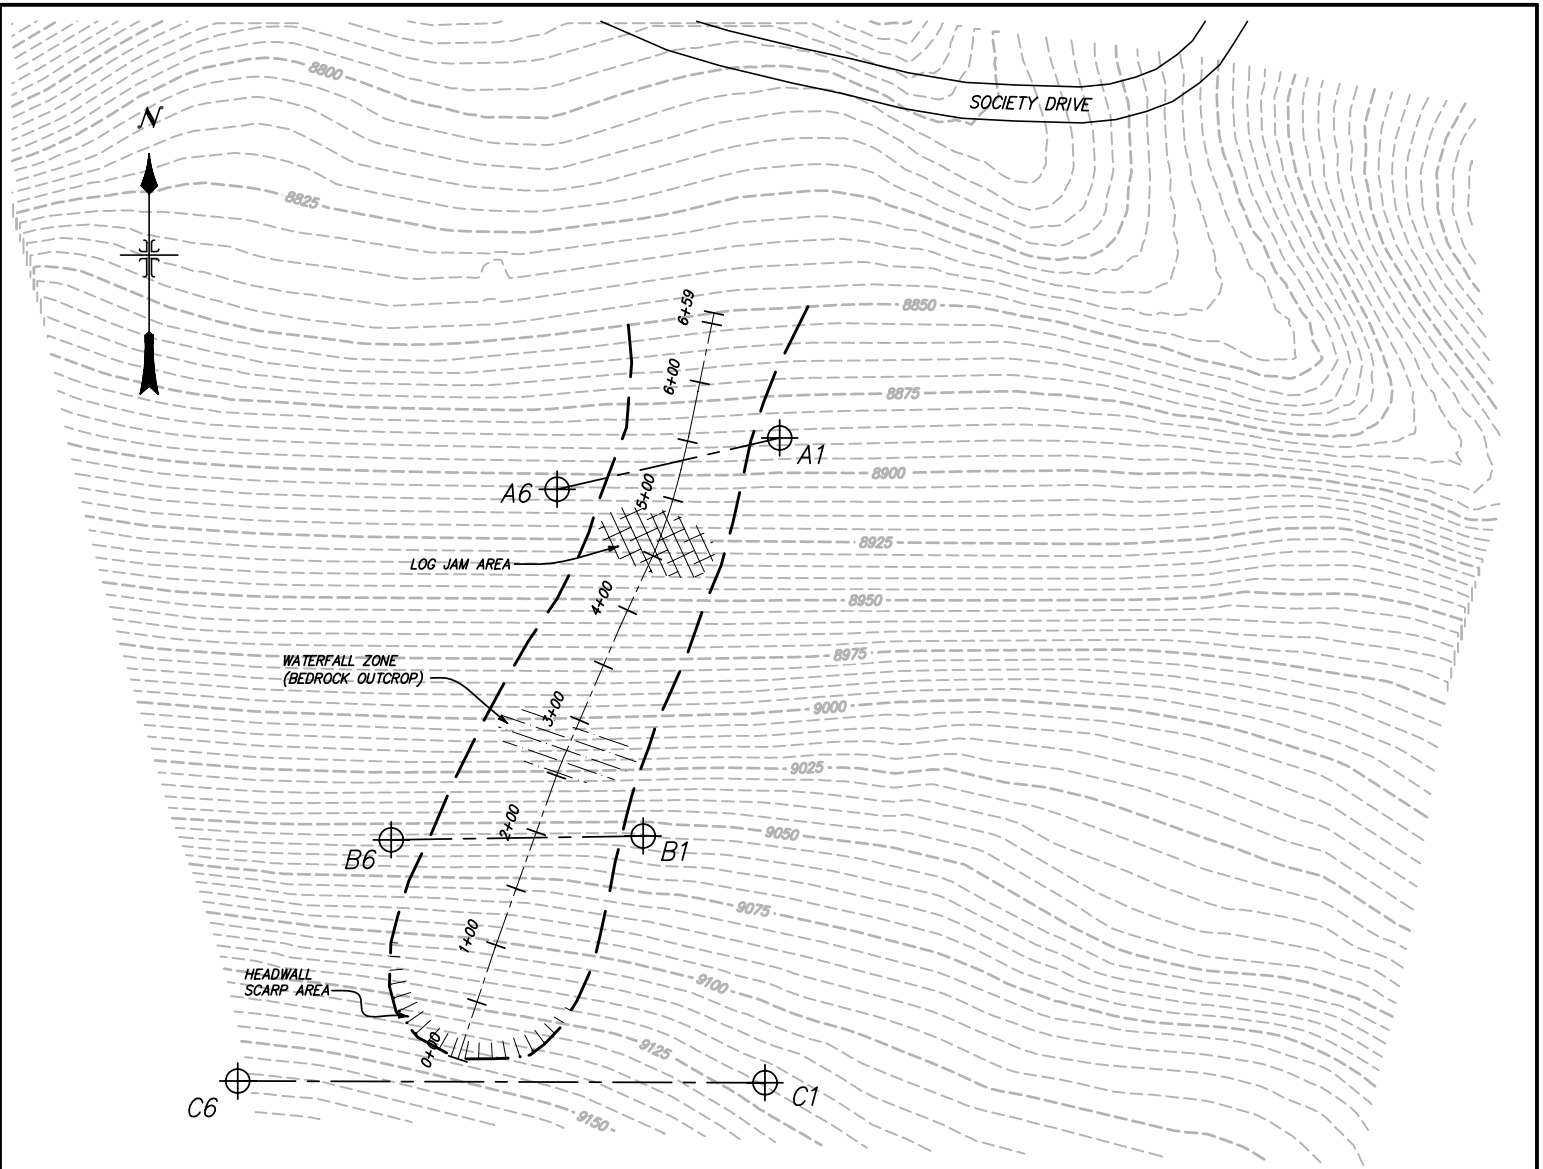 8800
SOCIETY DRIVE
N
8825
8850
6+59
6+00
8875
A1
8900
A6
5+00
8925
LOG JAM AREA
4+00
8950
8975
WATERFALL ZONE
(BEDROCK OUTCROP)
3+00
9000
9025
2+00
9050
B6
B1
9075
1+00
HEADWALL
SCARP AREA
9100
0+00
9125
C6
C1
9150